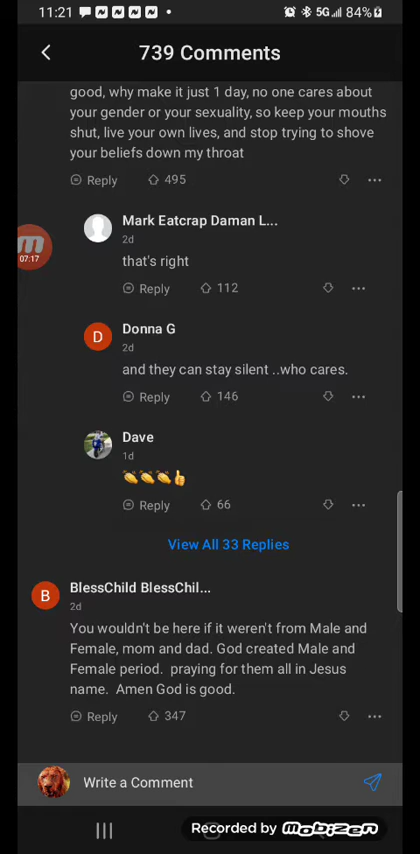 11:21
5G 84%
739 Comments
good, why make it just 1 day, no one cares about
your gender or your sexuality, so keep your mouths
shut, live your own lives, and stop trying to shove
your beliefs down my throat
Reply 495
Mark Eatcrap Daman L...
2d
that's right
Reply 112
07:17
D
Donna G
2d
and they can stay silent ..who cares.
Reply 146
Dave
1d
👏👏👏👍
Reply 66
View All 33 Replies
B
BlessChild BlessChil...
2d
You wouldn't be here if it weren't from Male and
Female, mom and dad. God created Male and
Female period.  praying for them all in Jesus
name.  Amen God is good.
Reply 347
Write a Comment
Recorded by mobizen